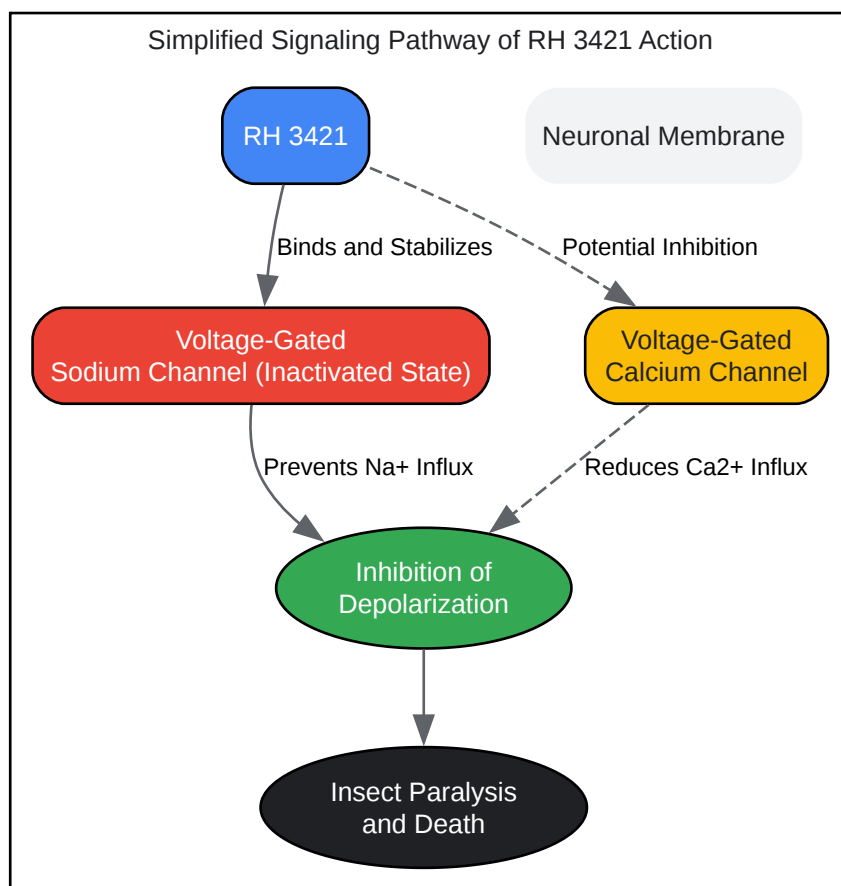 Simplified Signaling Pathway of RH 3421 Action
RH 3421
Neuronal Membrane
Binds and Stabilizes
Potential Inhibition
Voltage-Gated
Sodium Channel (Inactivated State)
Voltage-Gated
Calcium Channel
Prevents Na+ Influx
Reduces Ca2+ Influx
Inhibition of
Depolarization
Insect Paralysis
and Death